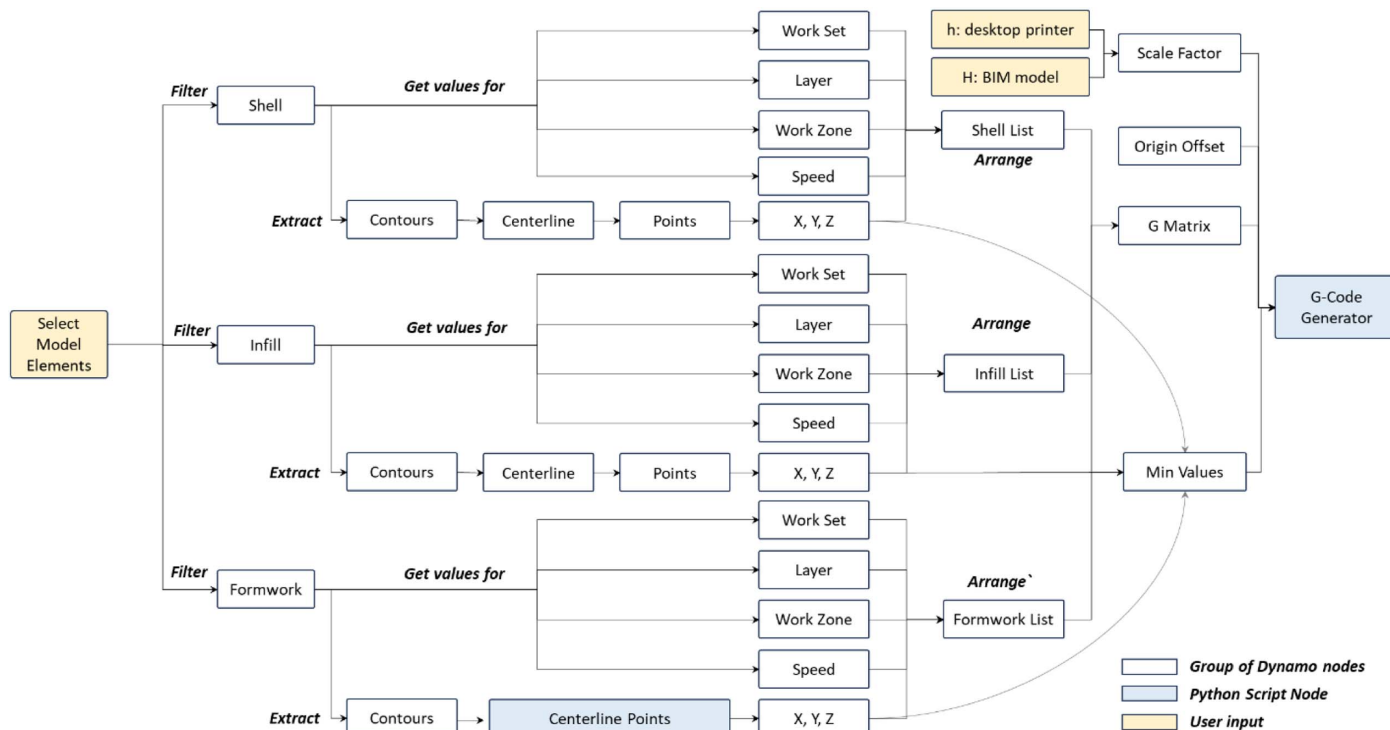 Work Set
h: desktop printer
Scale Factor
H: BIM model
Filter
Shell
Get values for
Layer
Work Zone
Shell List
Arrange
Origin Offset
Speed
Extract
Contours
Centerline
Points
X, Y, Z
G Matrix
Work Set
Select
Model
Elements
Filter
Infill
Get values for
Layer
Arrange
G-Code
Generator
Work Zone
Infill List
Speed
Extract
Contours
Centerline
Points
X, Y, Z
Min Values
Work Set
Filter
Formwork
Get values for
Layer
Arrange`
Work Zone
Formwork List
Speed
Extract
Contours
Centerline Points
X, Y, Z
Group of Dynamo nodes
Python Script Node
User input